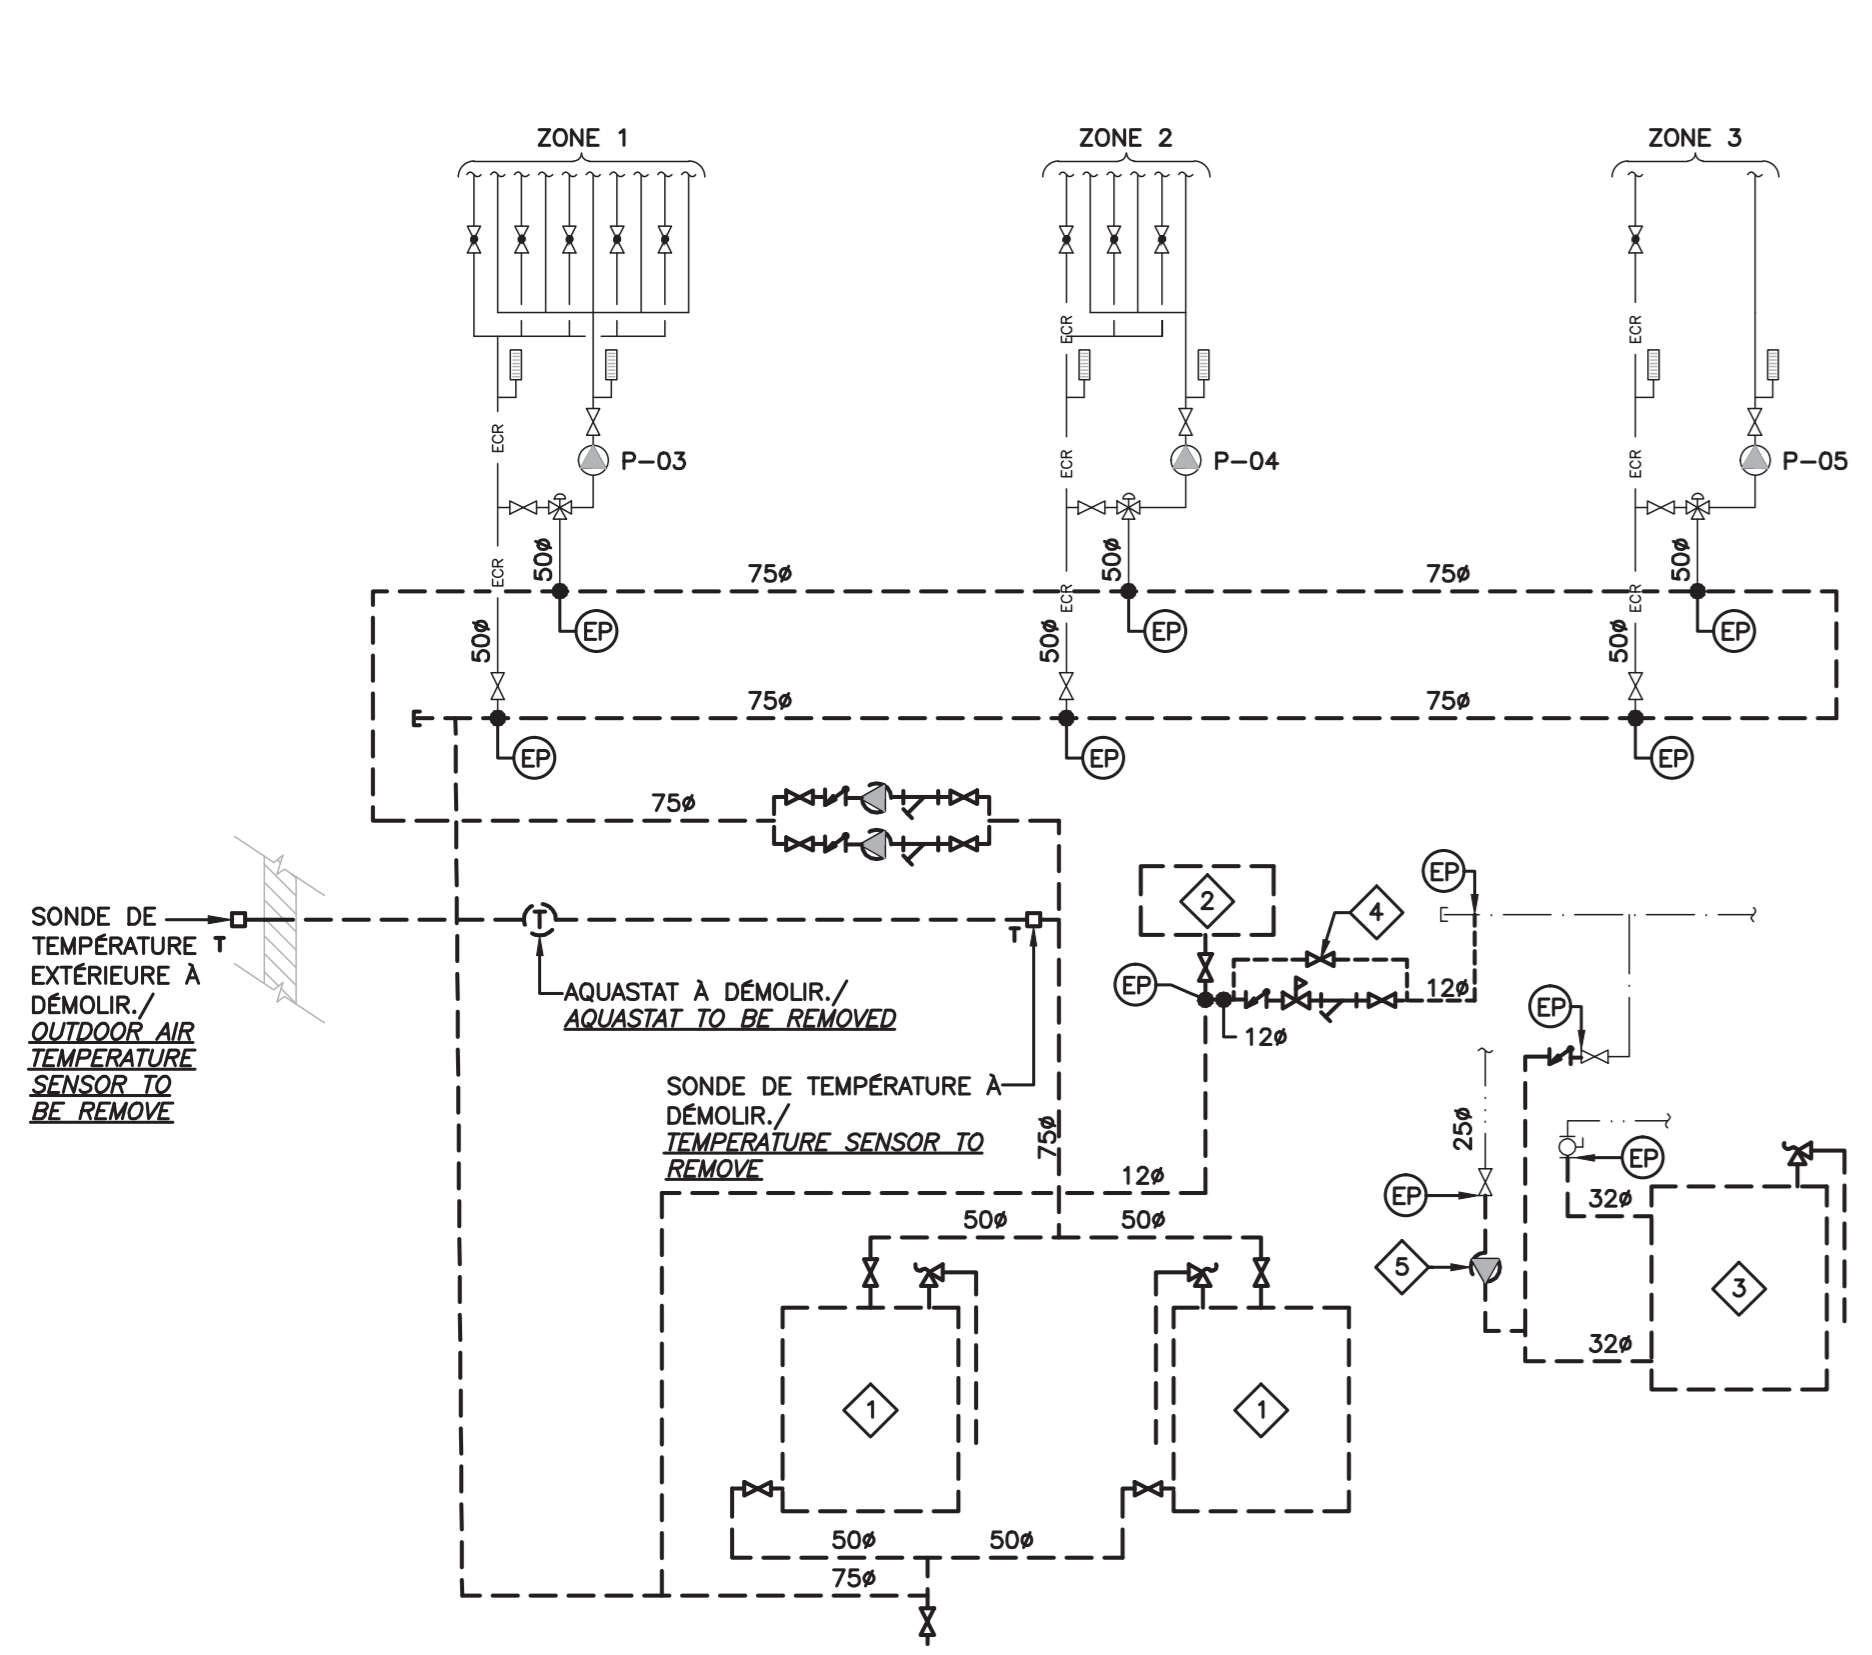 ZONE 1
ZONE 2
ZONE 3
ECR
ECR
ECR
P-03
ECR
P-04
ECR
P-05
ECR
50ø
ECR
50ø
ECR
50ø
ECR
75ø
75ø
EP
EP
EP
50ø
50ø
50ø
75ø
75ø
EP
EP
EP
75ø
SONDE DE
TEMPÉRATURE T
EXTÉRIEURE À
DÉMOLIR./
OUTDOOR AIR
TEMPERATURE
SENSOR TO
BE REMOVE
T
AQUASTAT À DÉMOLIR./
AQUASTAT TO BE REMOVED
T
SONDE DE TEMPÉRATURE À
DÉMOLIR./
TEMPERATURE SENSOR TO
REMOVE
75ø
2
4
EP
EP
12ø
12ø
EP
25ø
EP
EP
32ø
5
3
32ø
12ø
50ø
50ø
1
1
50ø
50ø
75ø